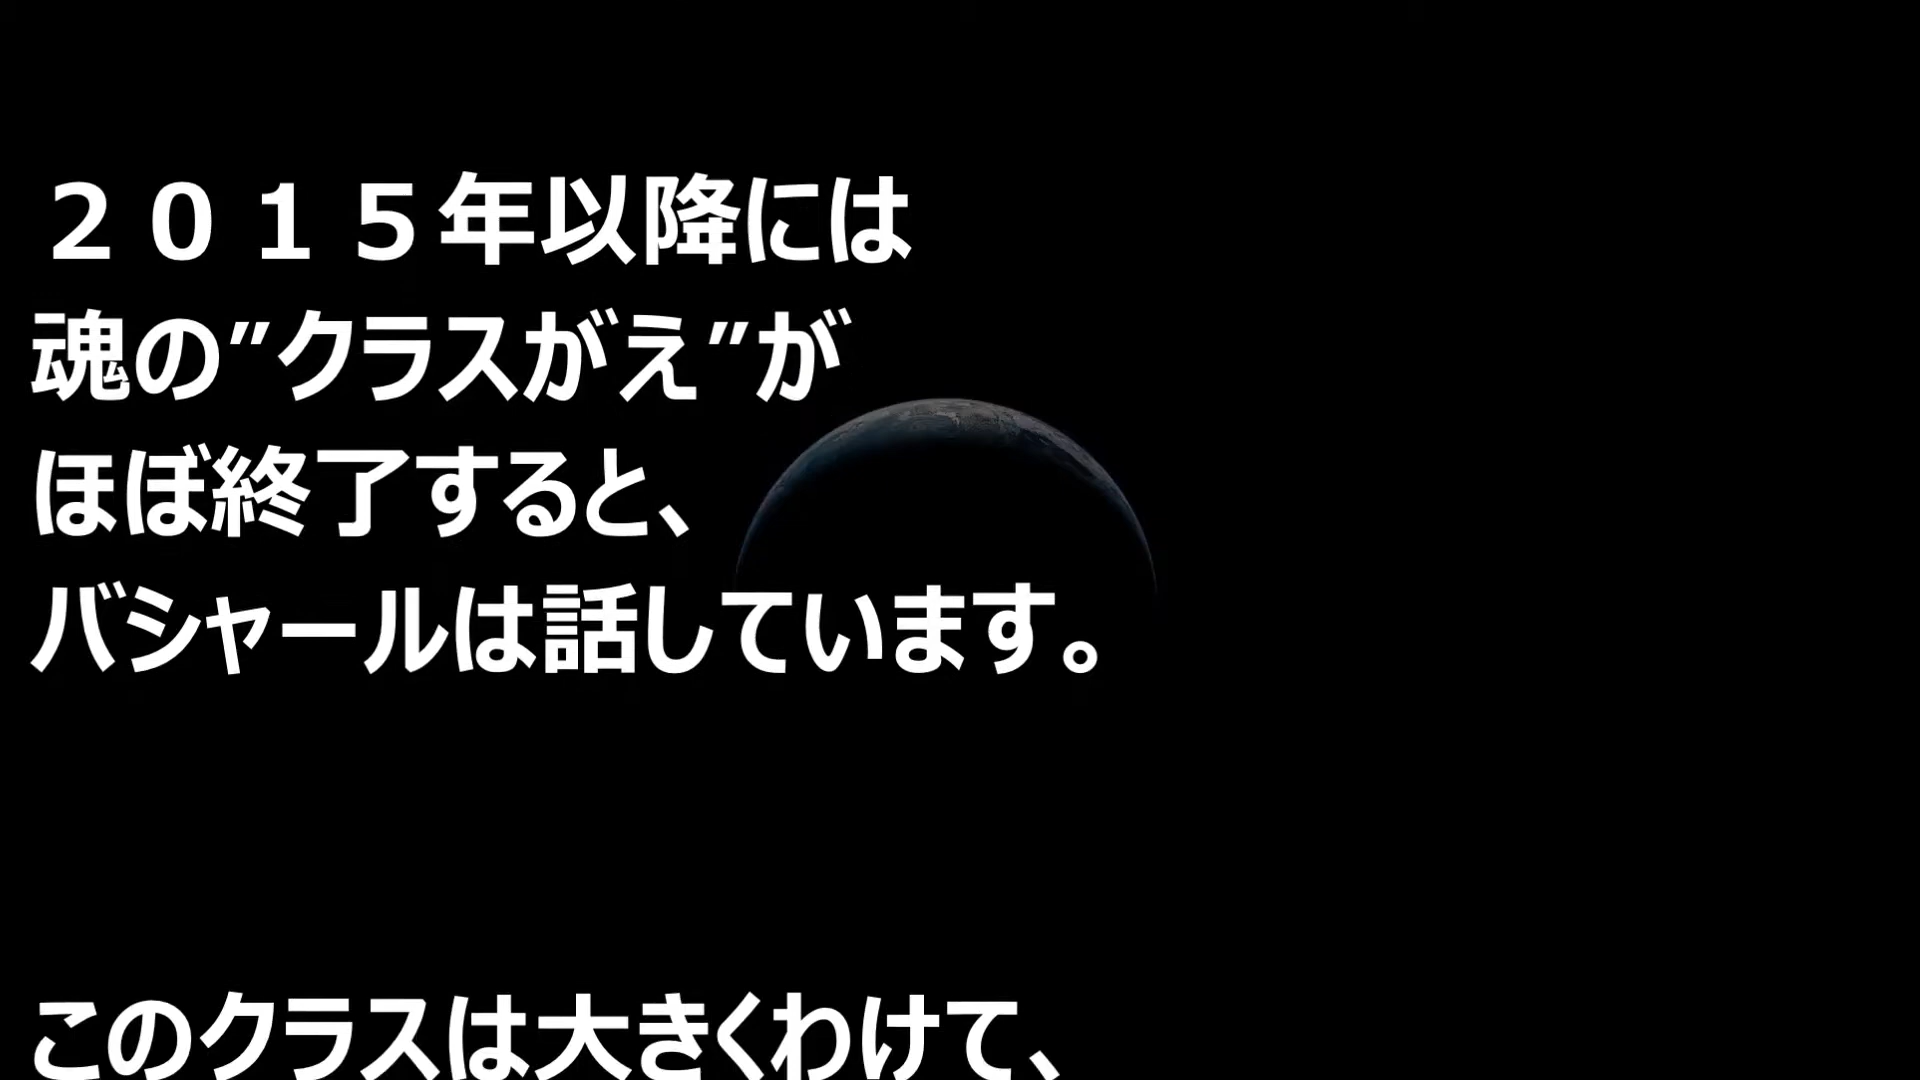 ２０１５年以降には
魂の”クラスがえ”が
ほぼ終了すると、
バシャールは話しています。
このクラスは大きくわけて、